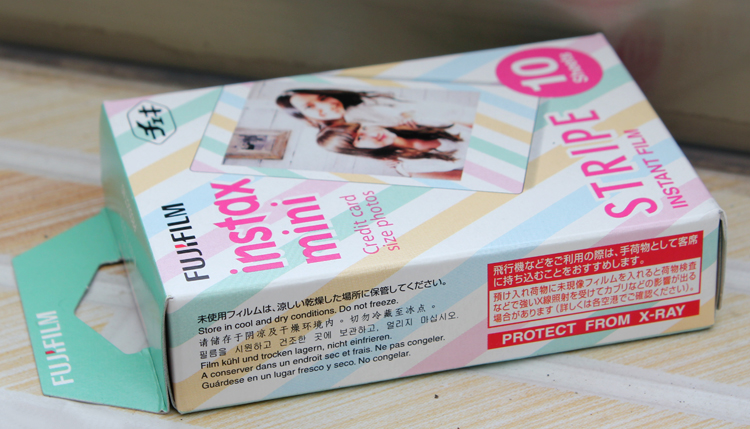 10
Sheets
STRIPE
INSTANT FILM
FUJIFILM
instax
mini
Credit card
size photos
FUJIFILM
未使用フィルムは、涼しい乾燥した場所に保管してください。
Store in cool and dry conditions. Do not freeze.
请储存于阴凉及干燥环境内。切勿冷藏至冰点。
필름을 시원하고 건조한 곳에 보관하고, 얼리지 마십시오.
Film kühl und trocken lagern, nicht einfrieren.
A conserver dans un endroit sec et frais. Ne pas congeler.
Guárdese en un lugar fresco y seco. No congelar.
飛行機などをご利用の際は、手荷物として客席
に持ち込むことをおすすめします。
預け入れ荷物に未現像フィルムを入れると荷物検査
などで強いX線照射を受けてカブリなどの影響が出る
場合があります（詳しくは各空港でご確認ください）。
PROTECT FROM X-RAY